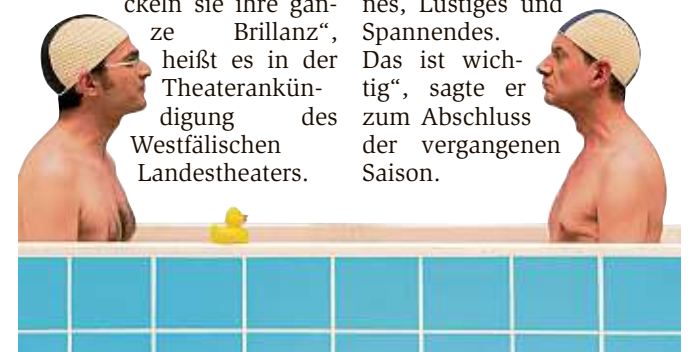 ckeln sie ihre gan-
ze Brillanz“,
heißt es in der
Theaterankün-
digung des
Westfälischen
Landestheaters.
nes, Lustiges und
Spannendes.
Das ist wich-
tig“, sagte er
zum Abschluss
der vergangenen
Saison.